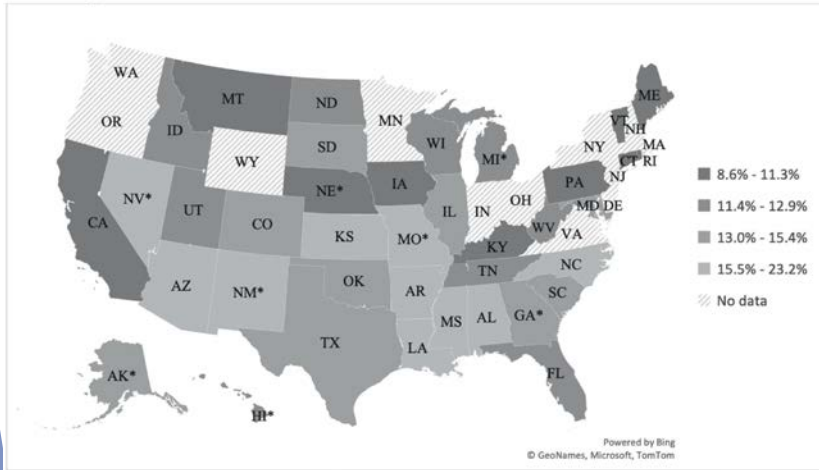 WA
MT
ND
MN
ME
VT
NH
OR
ID
SD
WI
MI*
NY
MA
CT RI
WY
NE*
IA
PA
NJ
NV*
UT
CO
IL
IN
OH
MD DE
WV
VA
CA
KS
MO*
KY
AZ
NM*
OK
AR
TN
NC
SC
MS
AL
GA*
TX
LA
FL
AK*
HI*
8.6% - 11.3%
11.4% - 12.9%
13.0% - 15.4%
15.5% - 23.2%
No data
Powered by Bing
© GeoNames, Microsoft, TomTom